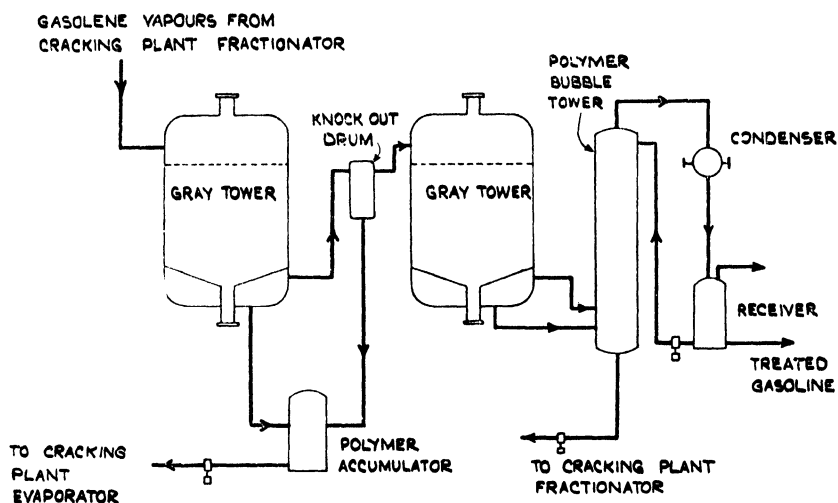 GASOLENE VAPOURS FROM
CRACKING PLANT FRACTIONATOR
POLYMER
BUBBLE
TOWER
KNOCK OUT
DRUM
CONDENSER
GRAY TOWER
GRAY TOWER
RECEIVER
TREATED
GASOLINE
POLYMER
ACCUMULATOR
TO CRACKING
PLANT
EVAPORATOR
TO CRACKING PLANT
FRACTIONATOR